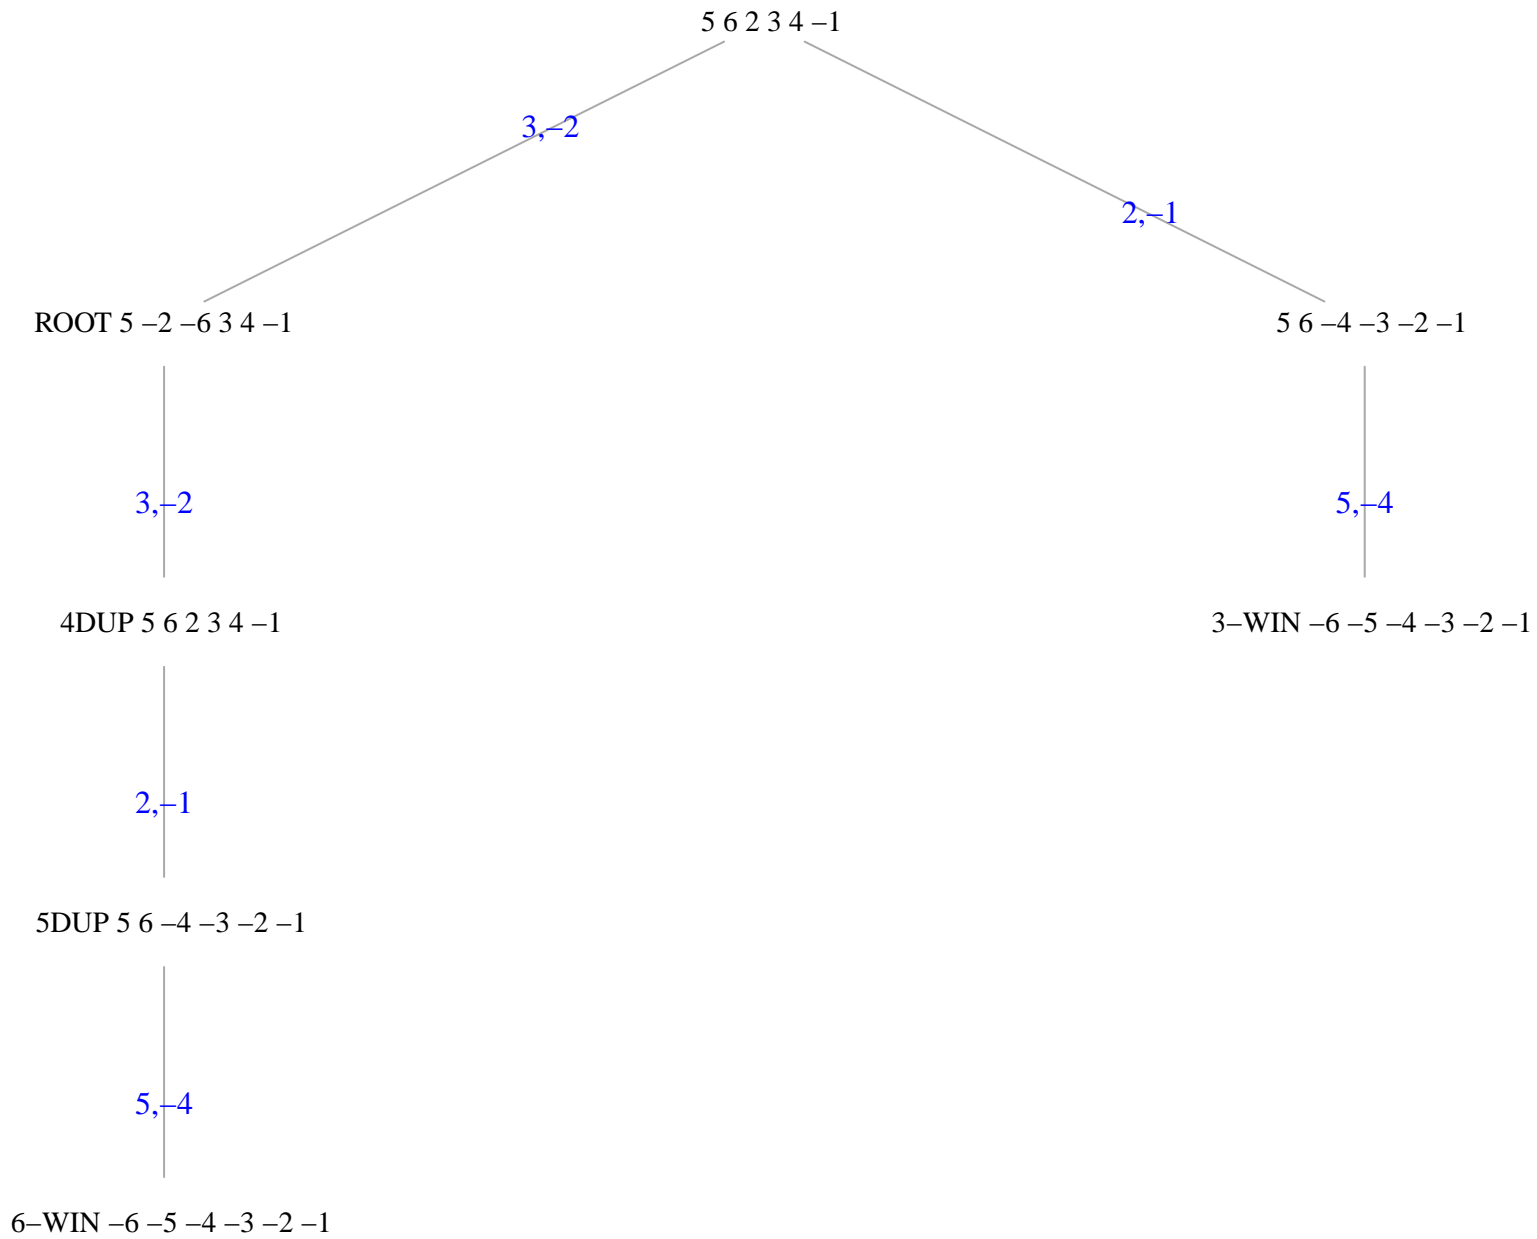 5 6 2 3 4 –1
3,–2
2,–1
ROOT 5 –2 –6 3 4 –1
5 6 –4 –3 –2 –1
3,–2
5,–4
4DUP 5 6 2 3 4 –1
3–WIN –6 –5 –4 –3 –2 –1
2,–1
5DUP 5 6 –4 –3 –2 –1
5,–4
6–WIN –6 –5 –4 –3 –2 –1